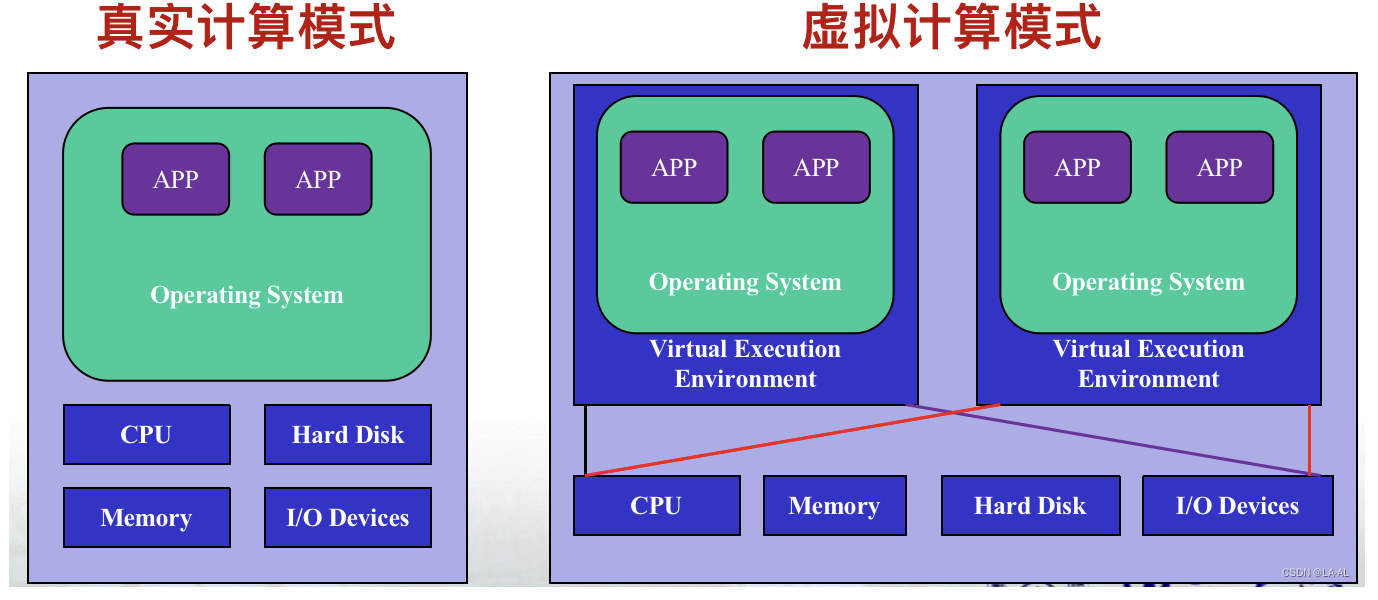 真实计算模式
虚拟计算模式
APP
APP
Operating System
CPU
Hard Disk
Memory
I/O Devices
APP
APP
Operating System
Virtual Execution
Environment
APP
APP
Operating System
Virtual Execution
Environment
CPU
Memory
Hard Disk
I/O Devices
CSDN @LA AL